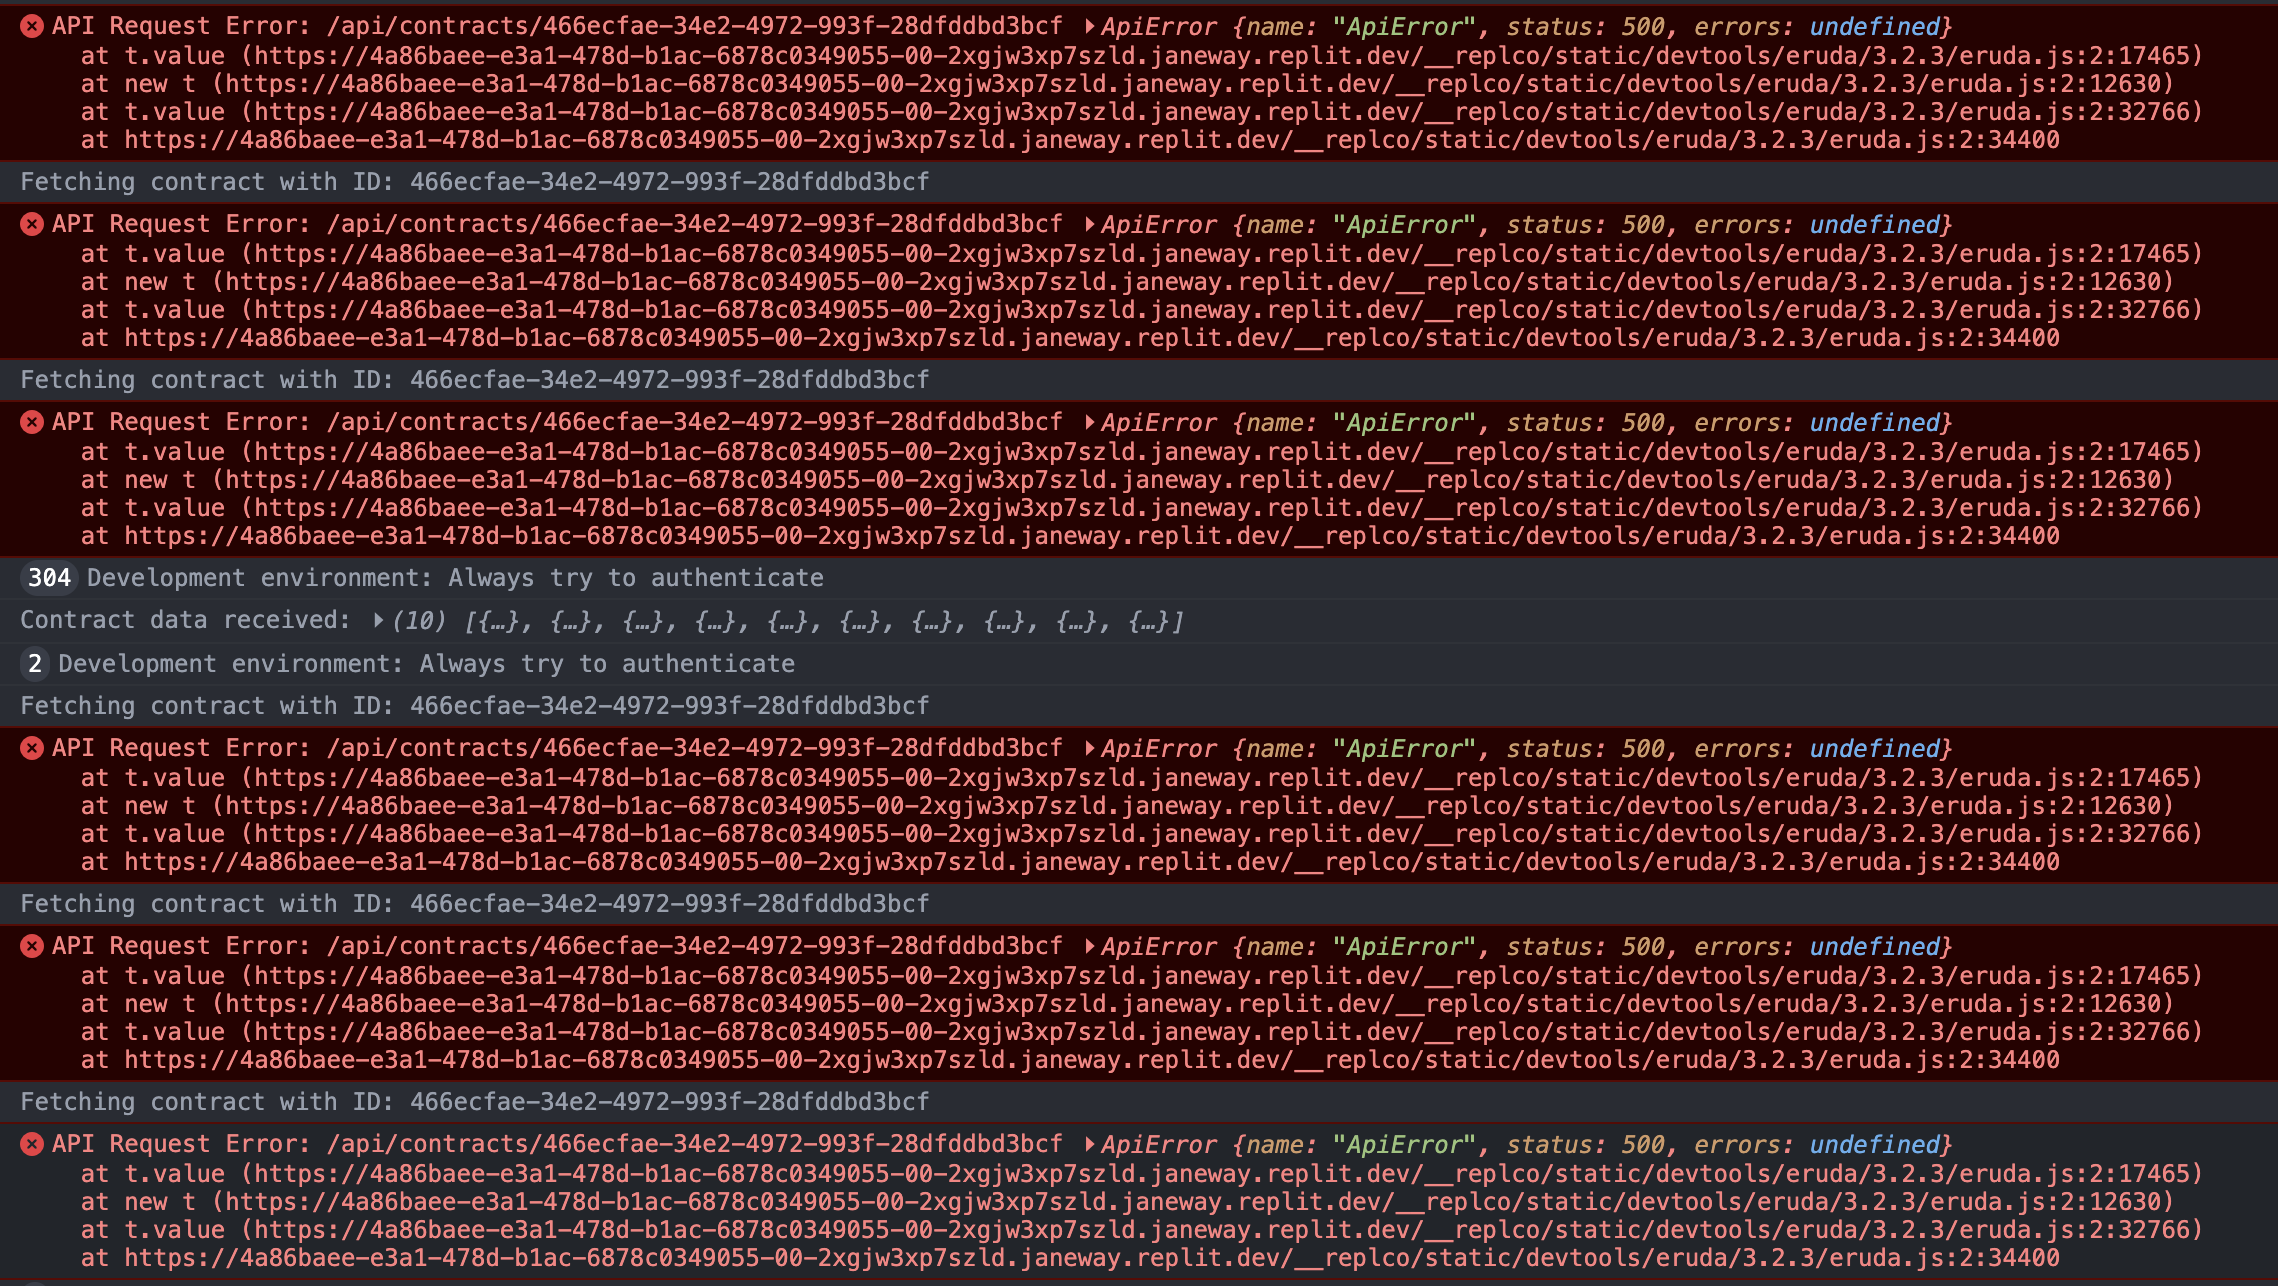 API Request Error: /api/contracts/466ecfae-34e2-4972-993f-28dfddbd3bcf ▶ApiError {name: "ApiError", status: 500, errors: undefined}
at t.value (https://4a86baee-e3a1-478d-b1ac-6878c0349055-00-2xgjw3xp7szld.janeway.replit.dev/__replco/static/devtools/eruda/3.2.3/eruda.js:2:17465)
at new t (https://4a86baee-e3a1-478d-b1ac-6878c0349055-00-2xgjw3xp7szld.janeway.replit.dev/__replco/static/devtools/eruda/3.2.3/eruda.js:2:12630)
at t.value (https://4a86baee-e3a1-478d-b1ac-6878c0349055-00-2xgjw3xp7szld.janeway.replit.dev/__replco/static/devtools/eruda/3.2.3/eruda.js:2:32766)
at https://4a86baee-e3a1-478d-b1ac-6878c0349055-00-2xgjw3xp7szld.janeway.replit.dev/__replco/static/devtools/eruda/3.2.3/eruda.js:2:34400
Fetching contract with ID: 466ecfae-34e2-4972-993f-28dfddbd3bcf
API Request Error: /api/contracts/466ecfae-34e2-4972-993f-28dfddbd3bcf ▶ApiError {name: "ApiError", status: 500, errors: undefined}
at t.value (https://4a86baee-e3a1-478d-b1ac-6878c0349055-00-2xgjw3xp7szld.janeway.replit.dev/__replco/static/devtools/eruda/3.2.3/eruda.js:2:17465)
at new t (https://4a86baee-e3a1-478d-b1ac-6878c0349055-00-2xgjw3xp7szld.janeway.replit.dev/__replco/static/devtools/eruda/3.2.3/eruda.js:2:12630)
at t.value (https://4a86baee-e3a1-478d-b1ac-6878c0349055-00-2xgjw3xp7szld.janeway.replit.dev/__replco/static/devtools/eruda/3.2.3/eruda.js:2:32766)
at https://4a86baee-e3a1-478d-b1ac-6878c0349055-00-2xgjw3xp7szld.janeway.replit.dev/__replco/static/devtools/eruda/3.2.3/eruda.js:2:34400
Fetching contract with ID: 466ecfae-34e2-4972-993f-28dfddbd3bcf
API Request Error: /api/contracts/466ecfae-34e2-4972-993f-28dfddbd3bcf ▶ApiError {name: "ApiError", status: 500, errors: undefined}
at t.value (https://4a86baee-e3a1-478d-b1ac-6878c0349055-00-2xgjw3xp7szld.janeway.replit.dev/__replco/static/devtools/eruda/3.2.3/eruda.js:2:17465)
at new t (https://4a86baee-e3a1-478d-b1ac-6878c0349055-00-2xgjw3xp7szld.janeway.replit.dev/__replco/static/devtools/eruda/3.2.3/eruda.js:2:12630)
at t.value (https://4a86baee-e3a1-478d-b1ac-6878c0349055-00-2xgjw3xp7szld.janeway.replit.dev/__replco/static/devtools/eruda/3.2.3/eruda.js:2:32766)
at https://4a86baee-e3a1-478d-b1ac-6878c0349055-00-2xgjw3xp7szld.janeway.replit.dev/__replco/static/devtools/eruda/3.2.3/eruda.js:2:34400
304 Development environment: Always try to authenticate
Contract data received: ▶(10) [{…}, {…}, {…}, {…}, {…}, {…}, {…}, {…}, {…}, {…}]
2 Development environment: Always try to authenticate
Fetching contract with ID: 466ecfae-34e2-4972-993f-28dfddbd3bcf
API Request Error: /api/contracts/466ecfae-34e2-4972-993f-28dfddbd3bcf ▶ApiError {name: "ApiError", status: 500, errors: undefined}
at t.value (https://4a86baee-e3a1-478d-b1ac-6878c0349055-00-2xgjw3xp7szld.janeway.replit.dev/__replco/static/devtools/eruda/3.2.3/eruda.js:2:17465)
at new t (https://4a86baee-e3a1-478d-b1ac-6878c0349055-00-2xgjw3xp7szld.janeway.replit.dev/__replco/static/devtools/eruda/3.2.3/eruda.js:2:12630)
at t.value (https://4a86baee-e3a1-478d-b1ac-6878c0349055-00-2xgjw3xp7szld.janeway.replit.dev/__replco/static/devtools/eruda/3.2.3/eruda.js:2:32766)
at https://4a86baee-e3a1-478d-b1ac-6878c0349055-00-2xgjw3xp7szld.janeway.replit.dev/__replco/static/devtools/eruda/3.2.3/eruda.js:2:34400
Fetching contract with ID: 466ecfae-34e2-4972-993f-28dfddbd3bcf
API Request Error: /api/contracts/466ecfae-34e2-4972-993f-28dfddbd3bcf ▶ApiError {name: "ApiError", status: 500, errors: undefined}
at t.value (https://4a86baee-e3a1-478d-b1ac-6878c0349055-00-2xgjw3xp7szld.janeway.replit.dev/__replco/static/devtools/eruda/3.2.3/eruda.js:2:17465)
at new t (https://4a86baee-e3a1-478d-b1ac-6878c0349055-00-2xgjw3xp7szld.janeway.replit.dev/__replco/static/devtools/eruda/3.2.3/eruda.js:2:12630)
at t.value (https://4a86baee-e3a1-478d-b1ac-6878c0349055-00-2xgjw3xp7szld.janeway.replit.dev/__replco/static/devtools/eruda/3.2.3/eruda.js:2:32766)
at https://4a86baee-e3a1-478d-b1ac-6878c0349055-00-2xgjw3xp7szld.janeway.replit.dev/__replco/static/devtools/eruda/3.2.3/eruda.js:2:34400
Fetching contract with ID: 466ecfae-34e2-4972-993f-28dfddbd3bcf
API Request Error: /api/contracts/466ecfae-34e2-4972-993f-28dfddbd3bcf ▶ApiError {name: "ApiError", status: 500, errors: undefined}
at t.value (https://4a86baee-e3a1-478d-b1ac-6878c0349055-00-2xgjw3xp7szld.janeway.replit.dev/__replco/static/devtools/eruda/3.2.3/eruda.js:2:17465)
at new t (https://4a86baee-e3a1-478d-b1ac-6878c0349055-00-2xgjw3xp7szld.janeway.replit.dev/__replco/static/devtools/eruda/3.2.3/eruda.js:2:12630)
at t.value (https://4a86baee-e3a1-478d-b1ac-6878c0349055-00-2xgjw3xp7szld.janeway.replit.dev/__replco/static/devtools/eruda/3.2.3/eruda.js:2:32766)
at https://4a86baee-e3a1-478d-b1ac-6878c0349055-00-2xgjw3xp7szld.janeway.replit.dev/__replco/static/devtools/eruda/3.2.3/eruda.js:2:34400